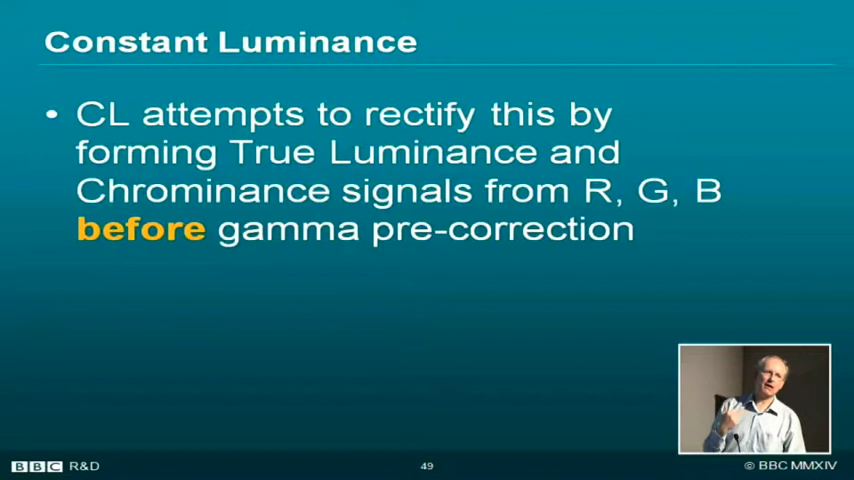 Constant Luminance
• CL attempts to rectify this by
forming True Luminance and
Chrominance signals from R, G, B
before gamma pre-correction
BBC R&D
49
© BBC MMXIV